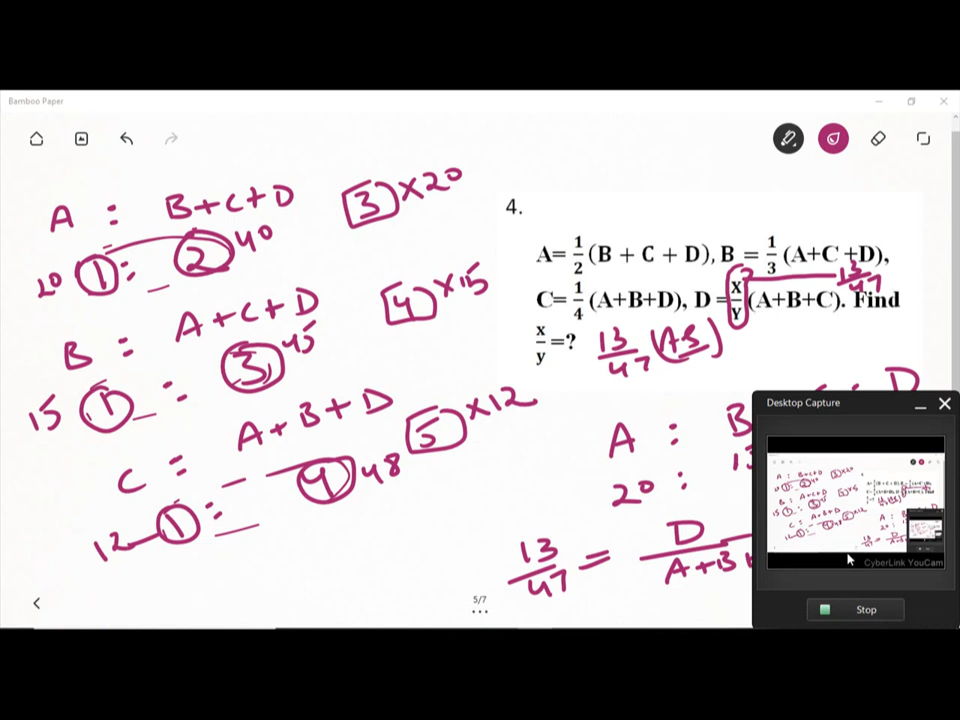 Bamboo Paper
A : B+C+D 3 ×20
20 1 : 2 40
B : A+C+D 4 ×15
15 1 : 3 45
C : A+B+D 5 ×12
12 1 : 4 48
4.
A= 1/2 (B + C + D), B = 1/3 (A+C +D),
13/47
C= 1/4 (A+B+D), D = x/Y (A+B+C). Find
x/y =?
13/47
A : B D
20 :
13/47 = D/A+B
5/7
Desktop Capture
CyberLink YouCam
Stop